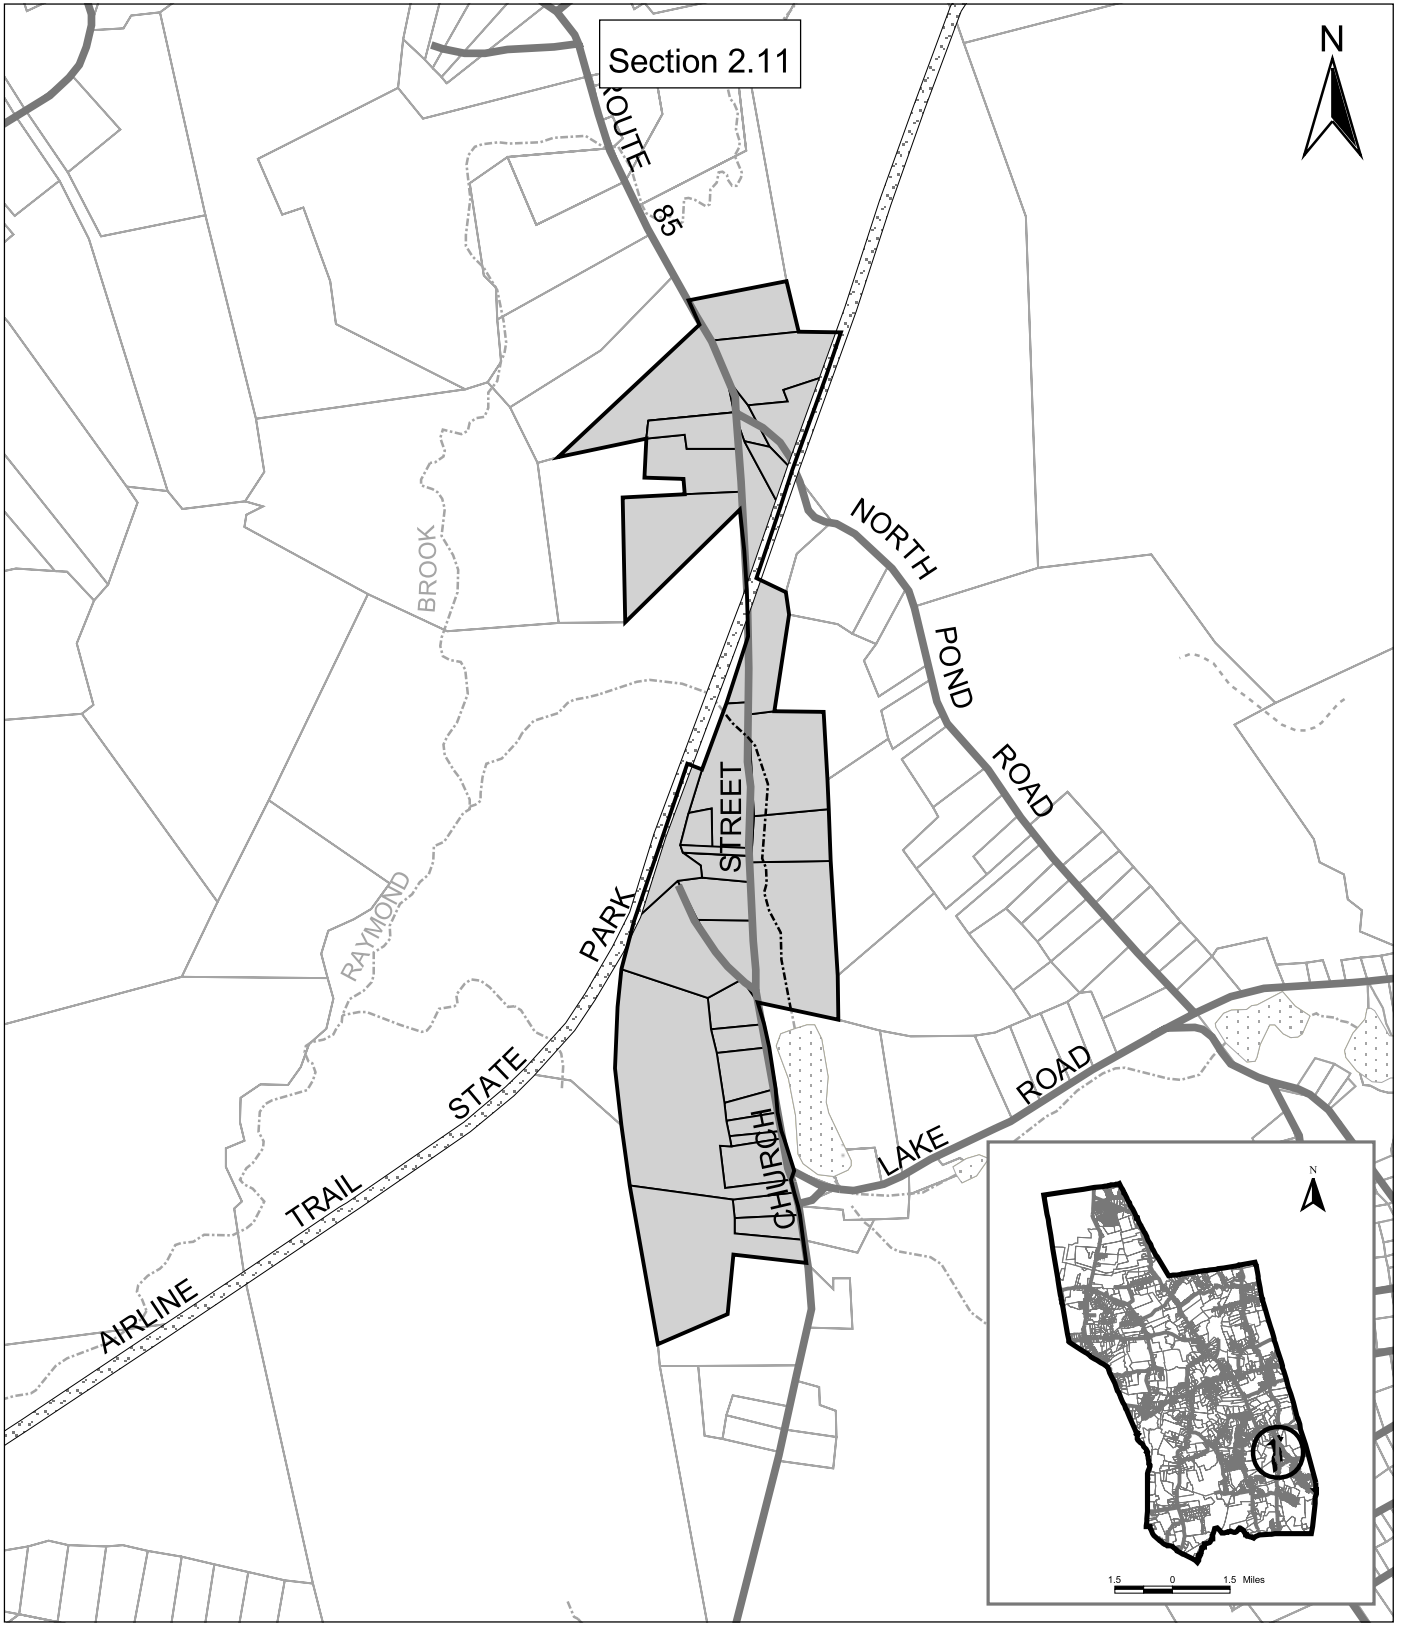 Section 2.11
N
ROUTE 85
NORTH POND ROAD
BROOK
RAYMOND
STREET
CHURCH
LAKE ROAD
AIRLINE TRAIL STATE PARK
N
1.5 0 1.5 Miles